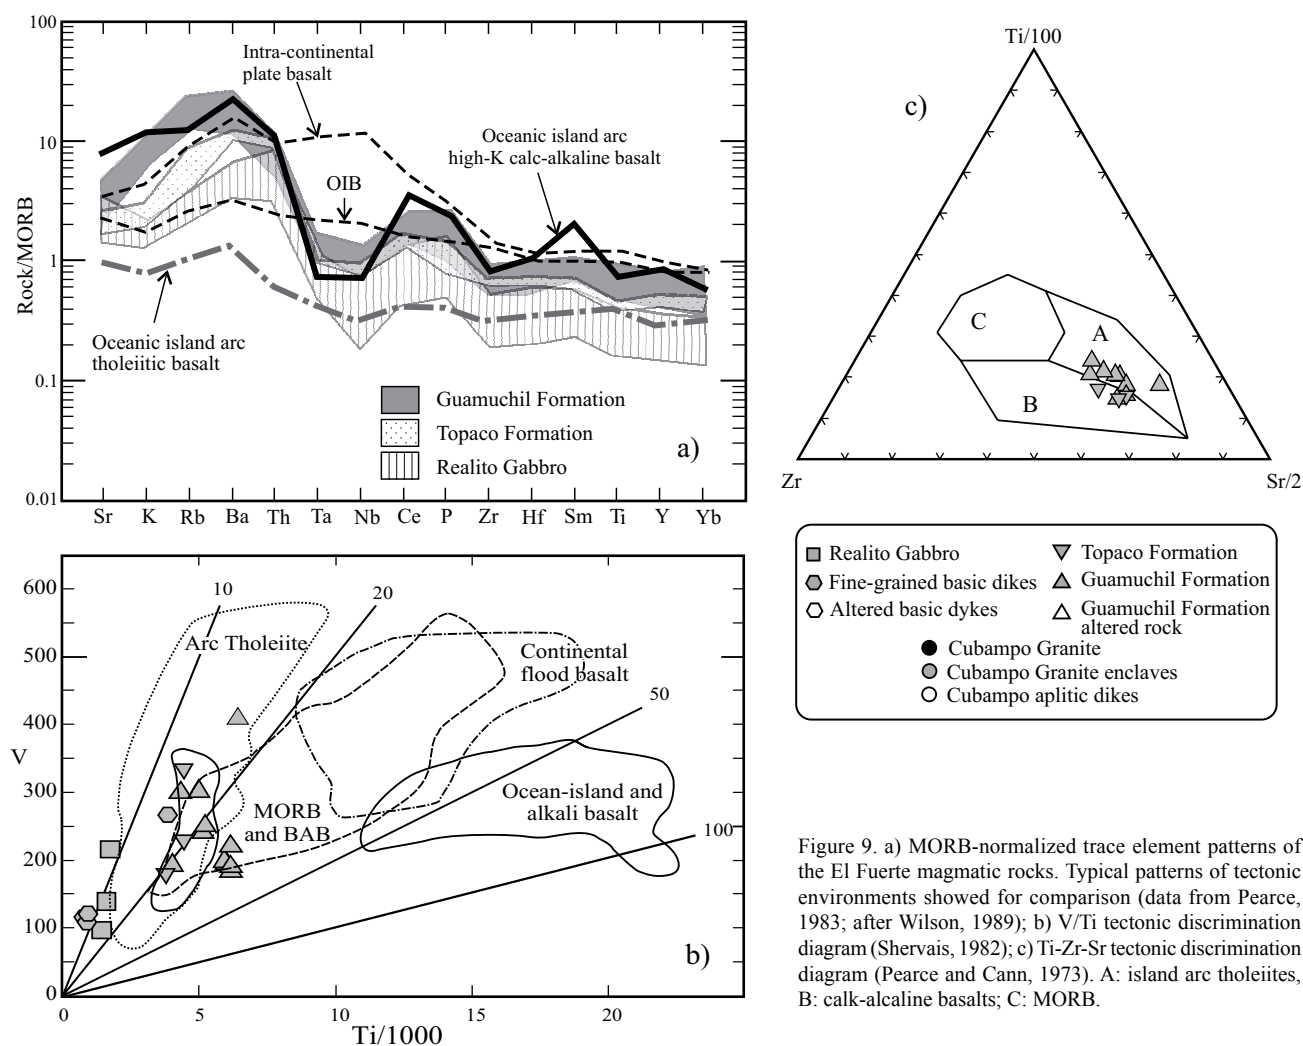 100
10
1
0.1
0.01
Rock/MORB
Intra-continental
plate basalt
Oceanic island arc
high-K calc-alkaline basalt
OIB
Oceanic island arc
tholeiitic basalt
Guamuchil Formation
Topaco Formation
Realito Gabbro
a)
Sr K Rb Ba Th Ta Nb Ce P Zr Hf Sm Ti Y Yb
c)
Ti/100
C
A
B
Zr
Sr/2
600
500
400
300
200
100
0
V
10
20
50
100
Arc Tholeiite
Continental
flood basalt
MORB
and BAB
Ocean-island and
alkali basalt
b)
0 5 10 15 20
Ti/1000
Realito Gabbro
Fine-grained basic dikes
Altered basic dykes
Topaco Formation
Guamuchil Formation
Guamuchil Formation
altered rock
Cubampo Granite
Cubampo Granite enclaves
Cubampo aplitic dikes
Figure 9. a) MORB-normalized trace element patterns of
the El Fuerte magmatic rocks. Typical patterns of tectonic
environments showed for comparison (data from Pearce,
1983; after Wilson, 1989); b) V/Ti tectonic discrimination
diagram (Shervais, 1982); c) Ti-Zr-Sr tectonic discrimination
diagram (Pearce and Cann, 1973). A: island arc tholeiites,
B: calk-alcaline basalts; C: MORB.